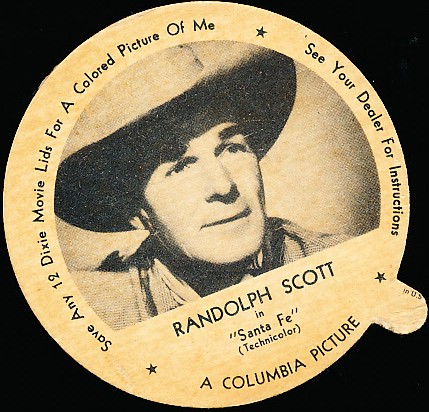 Save Any 12 Dixie Movie Lids For A Colored Picture Of Me
See Your Dealer For Instructions
RANDOLPH SCOTT
in
"Santa Fe"
(Technicolor)
A COLUMBIA PICTURE
in U.S